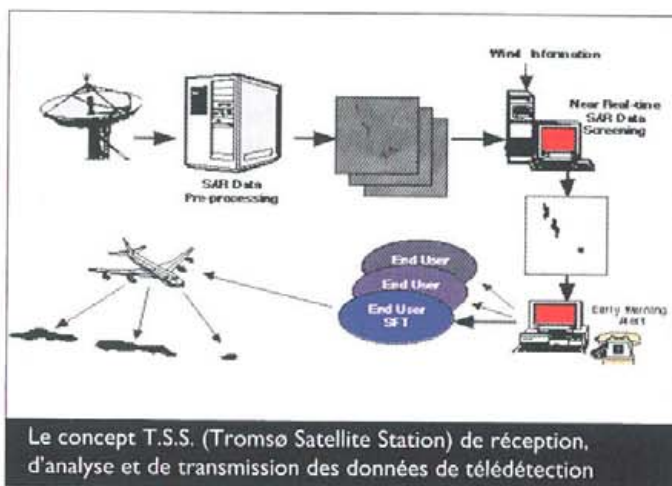 Wind Information
Near Real-time
SAR Data
Screening
SAR Data
Pre-processing
End User
End User
End User
SFT
Early Warning
Alert
Le concept T.S.S. (Tromsø Satellite Station) de réception,
d'analyse et de transmission des données de télédétection